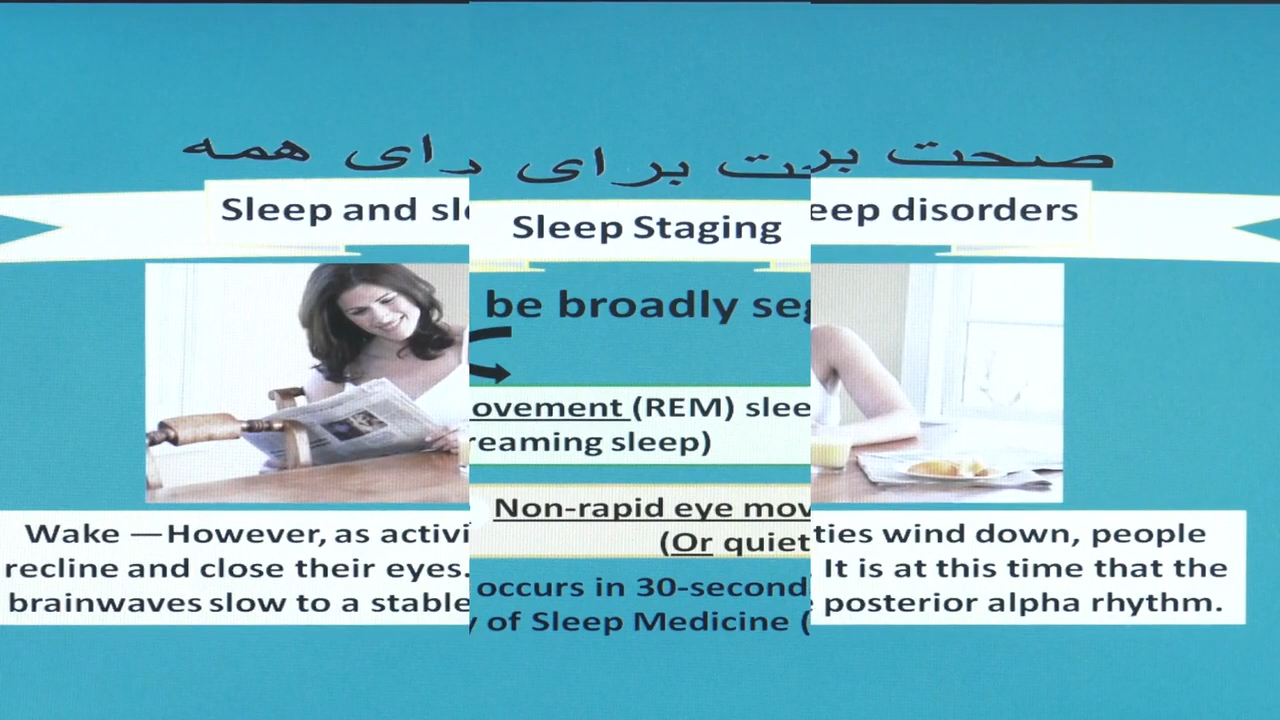 صحت بر ت برای رای همه
Sleep and sle eep disorders
Sleep Staging
be broadly seg
ovement (REM) slee
reaming sleep)
Non-rapid eye mov
(Or quiet
occurs in 30-second
y of Sleep Medicine (
Wake —However, as activi ties wind down, people
recline and close their eyes. It is at this time that the
brainwaves slow to a stable posterior alpha rhythm.